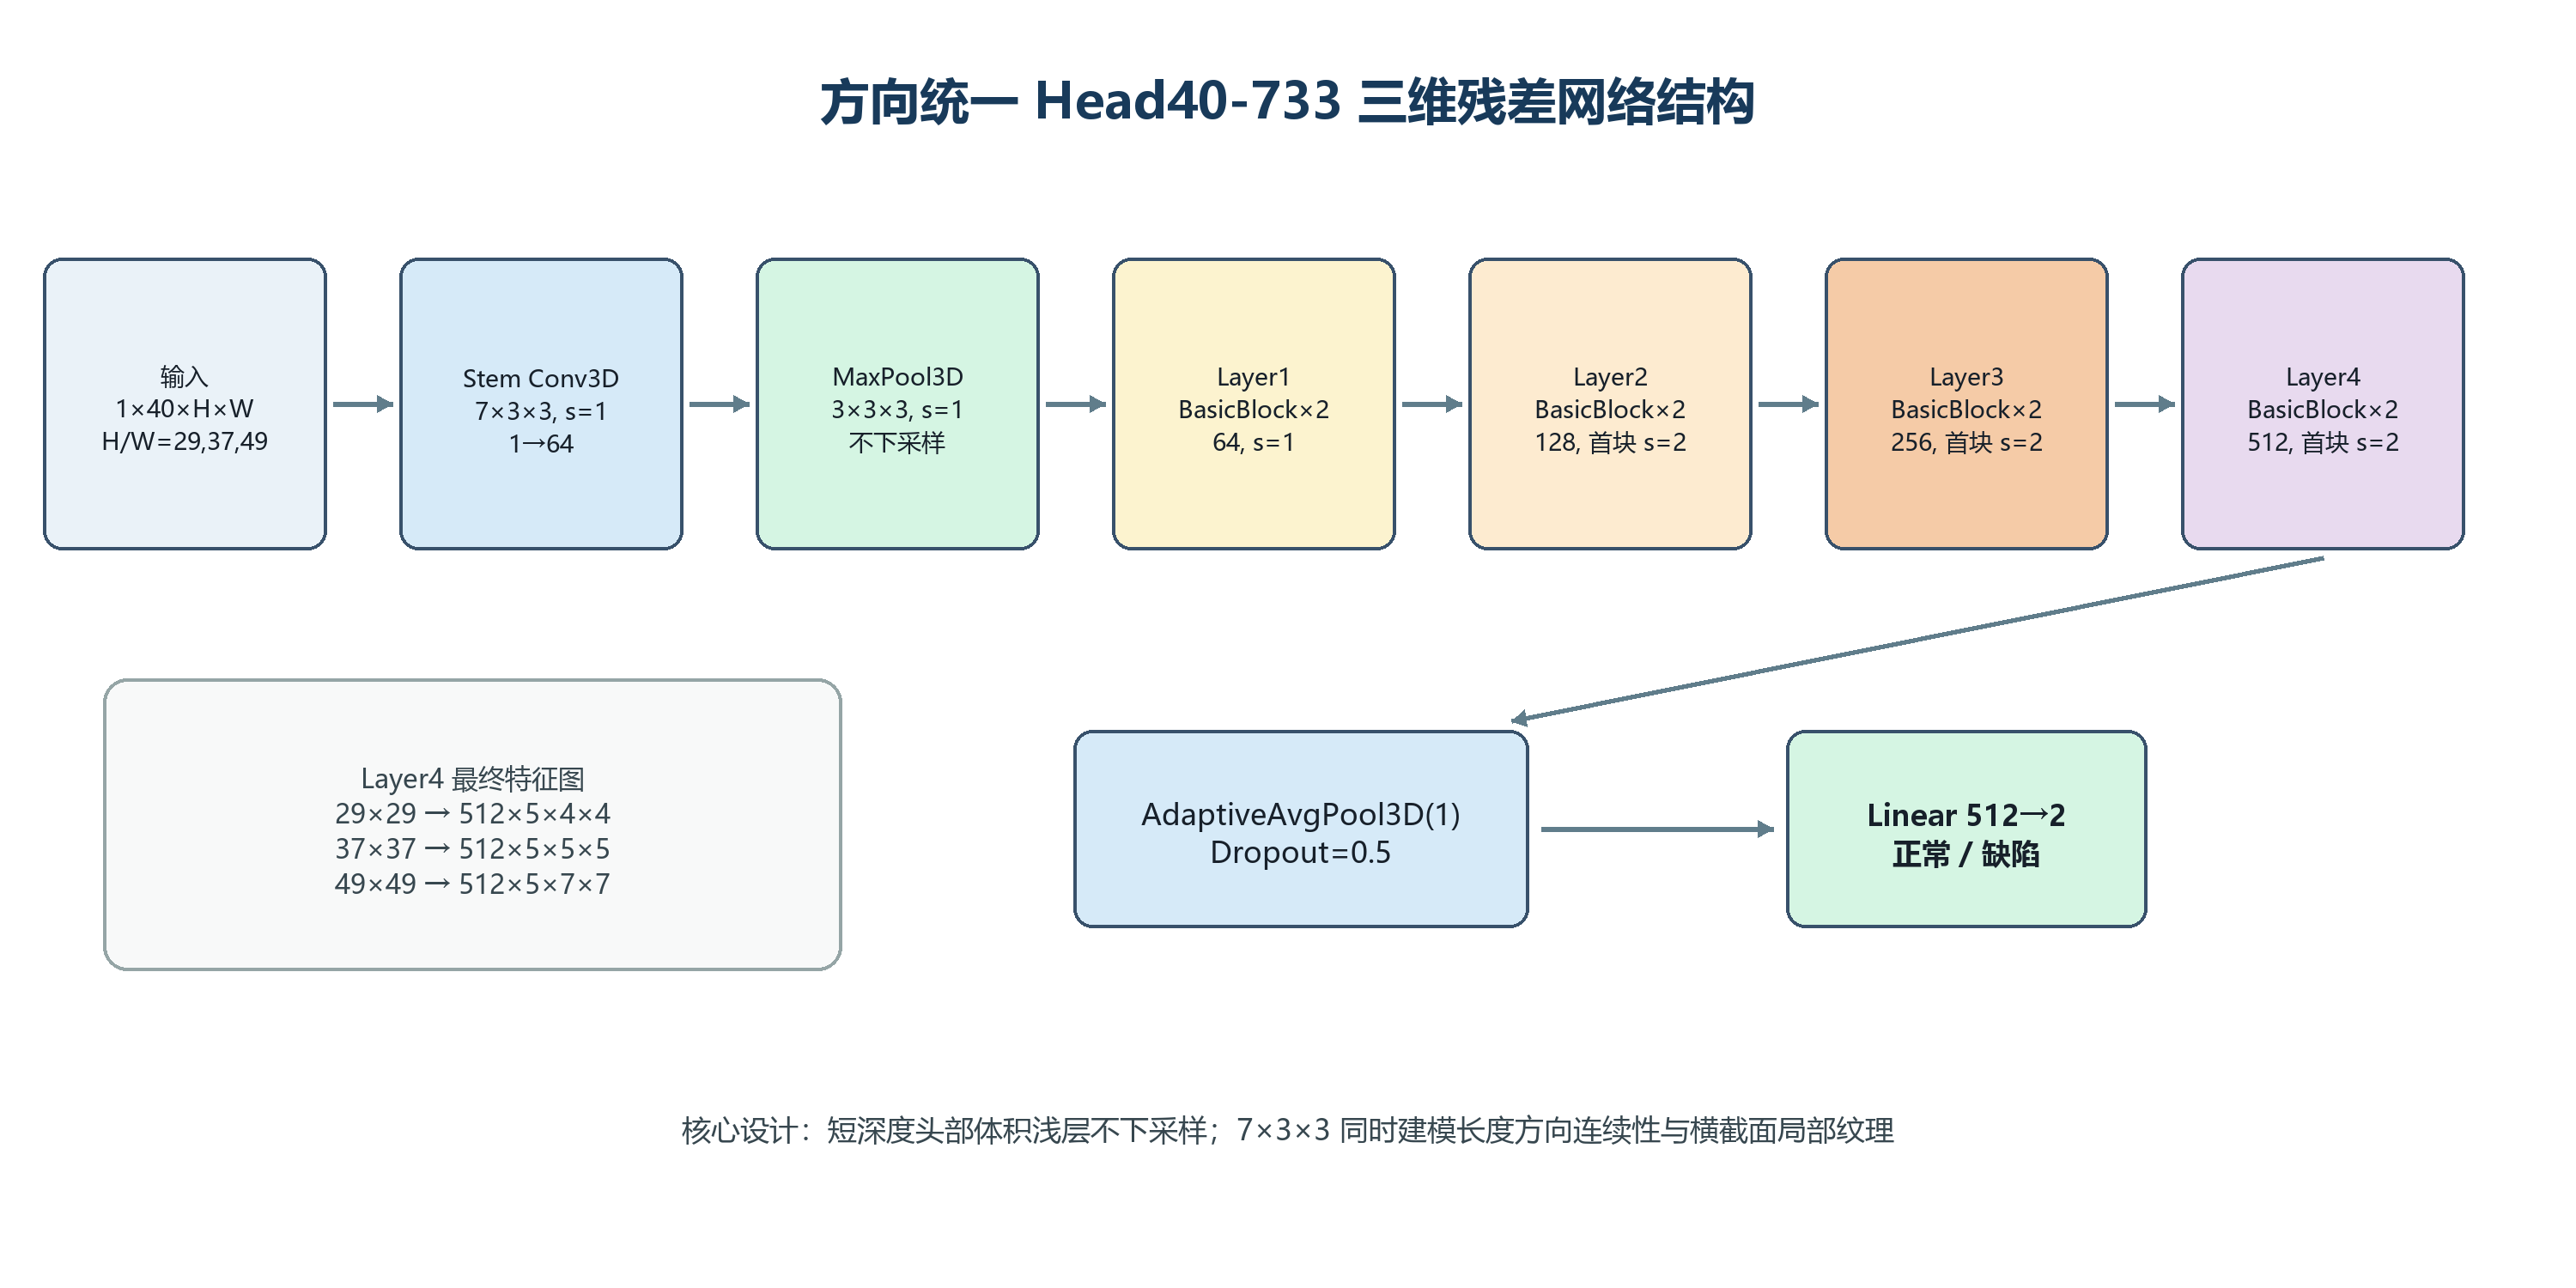 方向统一 Head40-733 三维残差网络结构
输入
1×40×H×W
H/W=29,37,49
Stem Conv3D
7×3×3, s=1
1→64
MaxPool3D
3×3×3, s=1
不下采样
Layer1
BasicBlock×2
64, s=1
Layer2
BasicBlock×2
128, 首块 s=2
Layer3
BasicBlock×2
256, 首块 s=2
Layer4
BasicBlock×2
512, 首块 s=2
Layer4 最终特征图
29×29 → 512×5×4×4
37×37 → 512×5×5×5
49×49 → 512×5×7×7
AdaptiveAvgPool3D(1)
Dropout=0.5
Linear 512→2
正常 / 缺陷
核心设计：短深度头部体积浅层不下采样；7×3×3 同时建模长度方向连续性与横截面局部纹理